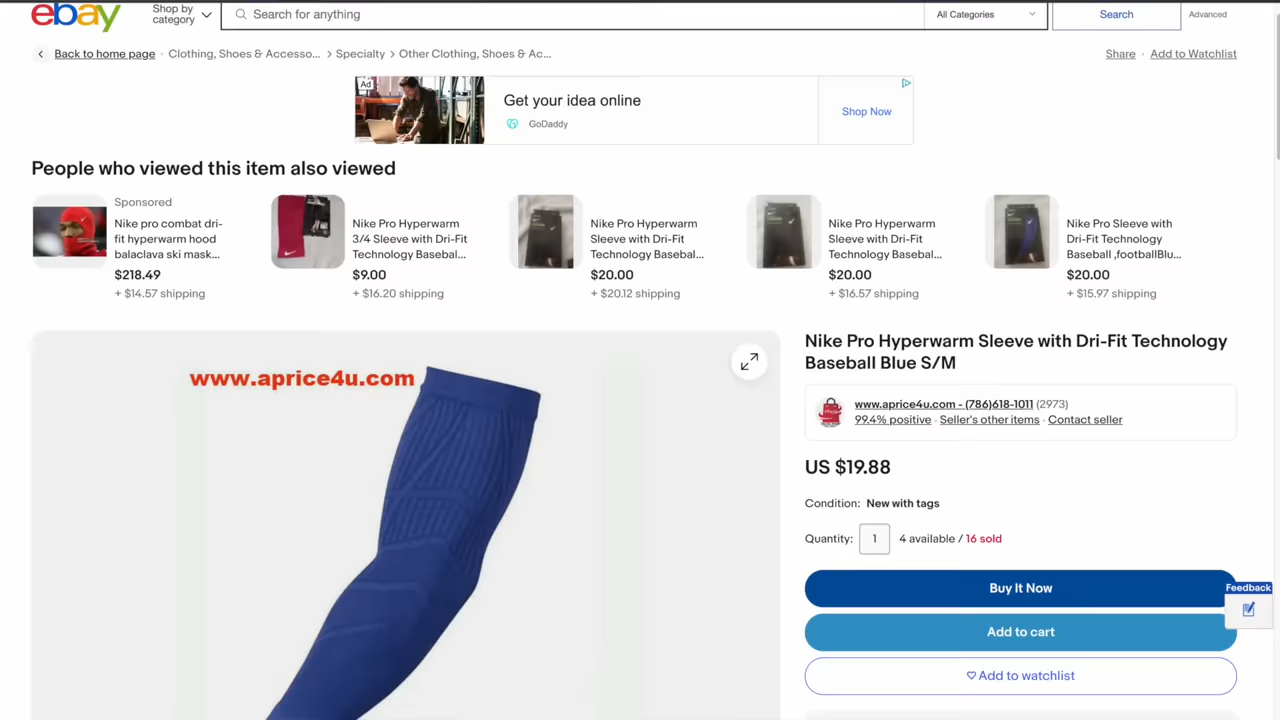 ebay
Shop by
category
Search for anything
All Categories
Search
Advanced
Back to home page
Clothing, Shoes & Accesso...
Specialty
Other Clothing, Shoes & Ac...
Share
Add to Watchlist
Ad
Get your idea online
GoDaddy
Shop Now
People who viewed this item also viewed
Sponsored
Nike pro combat dri-
fit hyperwarm hood
balaclava ski mask...
$218.49
+ $14.57 shipping
Nike Pro Hyperwarm
3/4 Sleeve with Dri-Fit
Technology Basebal...
$9.00
+ $16.20 shipping
Nike Pro Hyperwarm
Sleeve with Dri-Fit
Technology Basebal...
$20.00
+ $20.12 shipping
Nike Pro Hyperwarm
Sleeve with Dri-Fit
Technology Basebal...
$20.00
+ $16.57 shipping
Nike Pro Sleeve with
Dri-Fit Technology
Baseball ,footballBlu...
$20.00
+ $15.97 shipping
www.aprice4u.com
Nike Pro Hyperwarm Sleeve with Dri-Fit Technology
Baseball Blue S/M
www.aprice4u.com - (786)618-1011 (2973)
99.4% positive · Seller's other items · Contact seller
US $19.88
Condition: New with tags
Quantity: 1 4 available / 16 sold
Buy It Now
Feedback
Add to cart
Add to watchlist